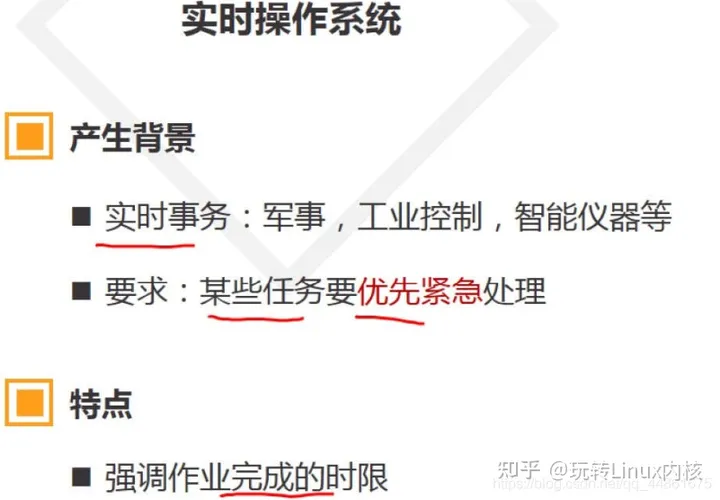 实时操作系统
产生背景
实时事务：军事，工业控制，智能仪器等
要求：某些任务要优先紧急处理
特点
强调作业完成的时限
知乎 @玩转Linux内核
https://blog.csdn.net/qq_44861675